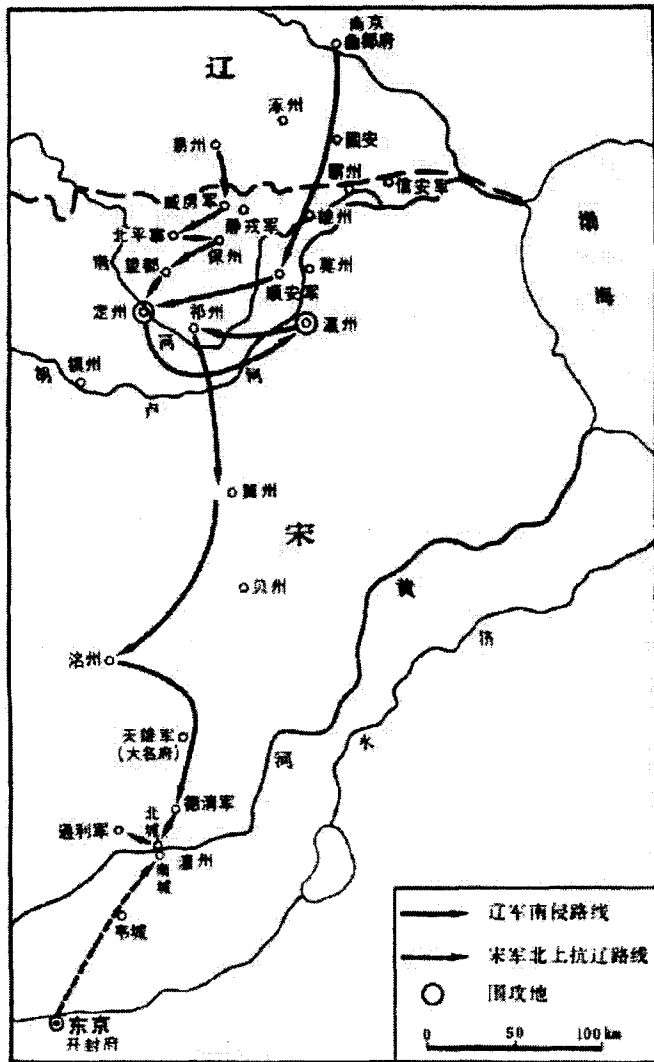 南京
幽都府
辽
涿州
易州
固安
霸州
信安军
威虏军
静戎军
雄州
渤
海
北平寨
保州
莫州
望都
顺安军
定州
祁州
瀛州
河
镇州
卢
河
冀州
宋
贝州
黄
济
洺州
天雄军
(大名府)
河
水
德清军
北城
通利军
澶州
南城
韦城
东京
开封府
辽军南侵路线
宋军北上抗辽路线
围攻地
0 50 100 km